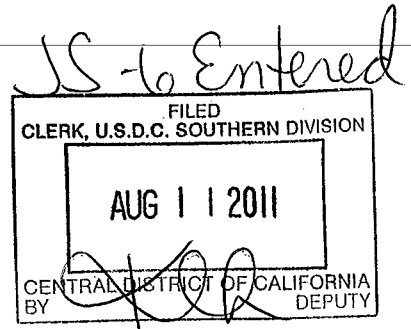 JS-6 Entered
FILED
CLERK, U.S.D.C. SOUTHERN DIVISION
AUG 11 2011
CENTRAL DISTRICT OF CALIFORNIA
BY DEPUTY